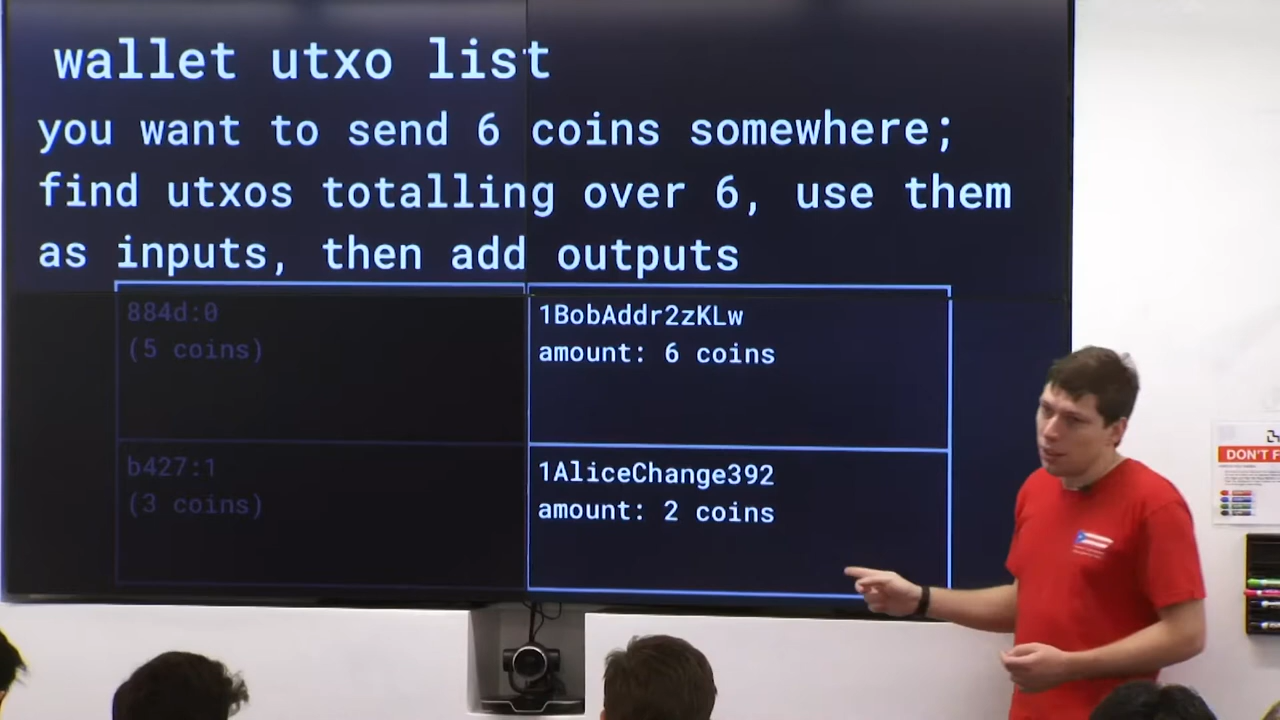 wallet utxo list
you want to send 6 coins somewhere;
find utxos totalling over 6, use them
as inputs, then add outputs
884d:0
(5 coins)
1BobAddr2zKLw
amount: 6 coins
b427:1
(3 coins)
1AliceChange392
amount: 2 coins
DON'T F